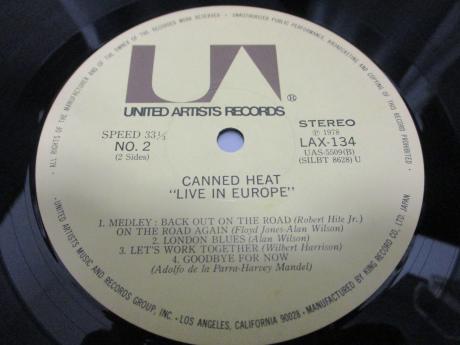 ALL RIGHTS OF THE MANUFACTURER AND OF THE OWNER OF THE RECORDED WORK RESERVED · UNAUTHORIZED PUBLIC PERFORMANCE, BROADCASTING AND COPYING OF THIS RECORD PROHIBITED ·
UA
®
UNITED ARTISTS RECORDS
SPEED 33⅓
NO. 2
(2 Sides)
STEREO
Ⓟ 1978
LAX-134
UAS-5509(B)
(SILBT 8628) U
CANNED HEAT
"LIVE IN EUROPE"
1. MEDLEY : BACK OUT ON THE ROAD (Robert Hite Jr.)
ON THE ROAD AGAIN (Floyd Jones-Alan Wilson)
2. LONDON BLUES (Alan Wilson)
3. LET'S WORK TOGETHER (Wilbert Harrison)
4. GOODBYE FOR NOW
(Adolfo de la Parra-Harvey Mandel)
· UNITED ARTISTS MUSIC AND RECORDS GROUP, INC. · LOS ANGELES, CALIFORNIA 90028 · MANUFACTURED BY KING RECORD CO. LTD, JAPAN ·